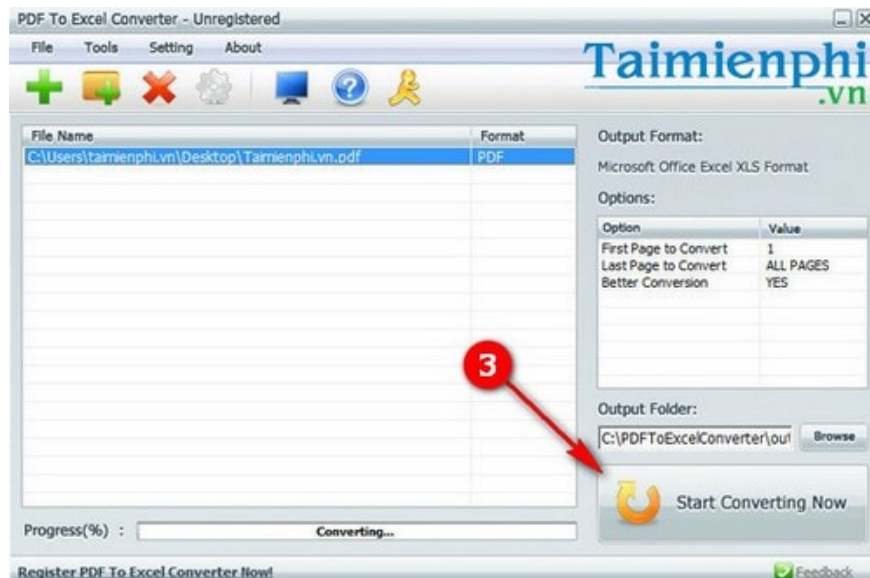 PDF To Excel Converter - Unregistered
File Tools Setting About
Taimienphi
.vn
File Name Format
C:\Users\taimienphi.vn\Desktop\Taimienphi.vn.pdf PDF
Output Format:
Microsoft Office Excel XLS Format
Options:
Option Value
First Page to Convert 1
Last Page to Convert ALL PAGES
Better Conversion YES
3
Output Folder:
C:\PDFToExcelConverter\out Browse
Start Converting Now
Progress(%) : Converting...
Register PDF To Excel Converter Now! Feedback